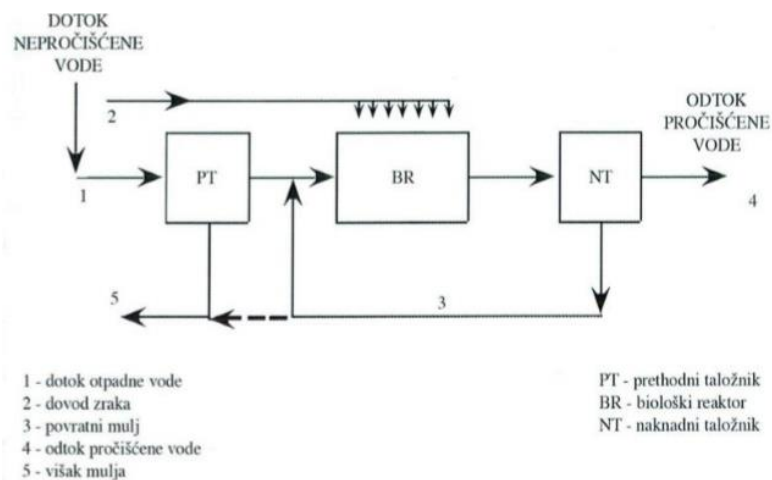 DOTOK
NEPROČIŠĆENE
VODE
2
ODTOK
PROČIŠĆENE
VODE
1
PT
BR
NT
4
5
3
1 - dotok otpadne vode
2 - dovod zraka
3 - povratni mulj
4 - odtok pročišćene vode
5 - višak mulja
PT - prethodni taložnik
BR - biološki reaktor
NT - naknadni taložnik